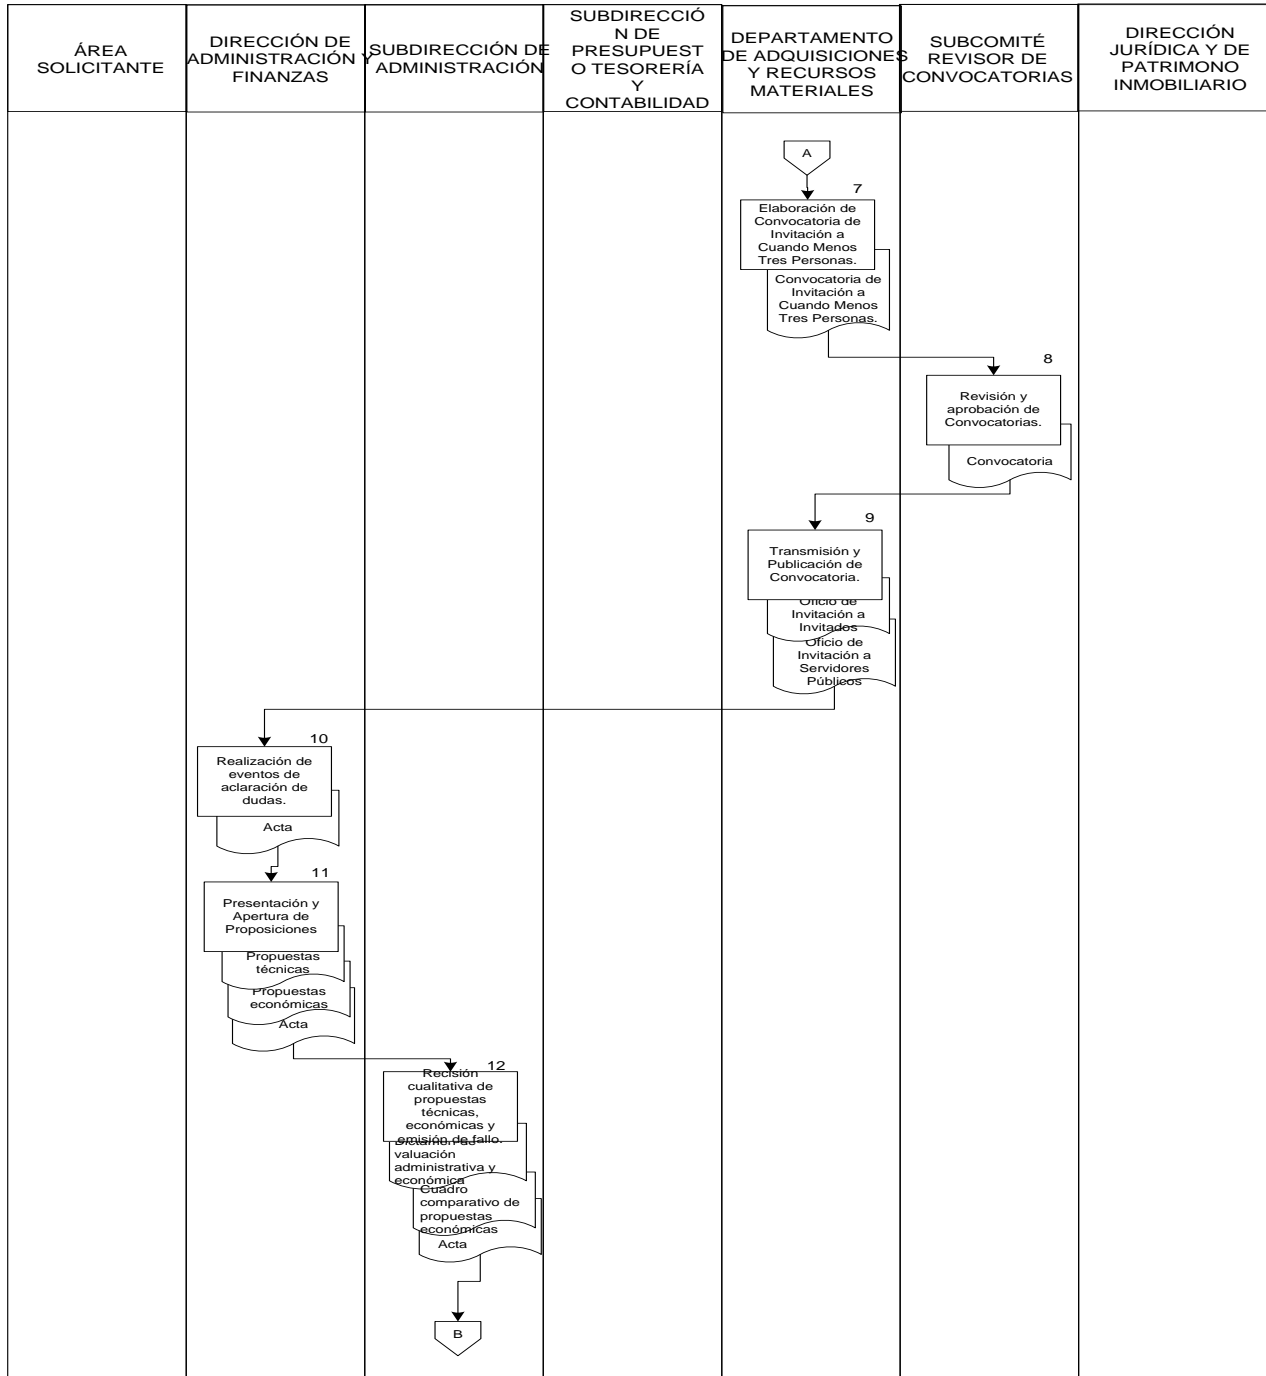 ÁREA
SOLICITANTE
DIRECCIÓN DE
ADMINISTRACIÓN Y
FINANZAS
SUBDIRECCIÓN DE
ADMINISTRACIÓN
SUBDIRECCIÓ
N DE
PRESUPUEST
O TESORERÍA
Y
CONTABILIDAD
DEPARTAMENTO
DE ADQUISICIONES
Y RECURSOS
MATERIALES
SUBCOMITÉ
REVISOR DE
CONVOCATORIAS
DIRECCIÓN
JURÍDICA Y DE
PATRIMONO
INMOBILIARIO
A
7
Elaboración de
Convocatoria de
Invitación a
Cuando Menos
Tres Personas.
Convocatoria de
Invitación a
Cuando Menos
Tres Personas.
8
Revisión y
aprobación de
Convocatorias.
Convocatoria
9
Transmisión y
Publicación de
Convocatoria.
Oficio de
Invitación a
Invitados
Oficio de
Invitación a
Servidores
Públicos
10
Realización de
eventos de
aclaración de
dudas.
Acta
11
Presentación y
Apertura de
Proposiciones
Propuestas
técnicas
Propuestas
económicas
Acta
12
Recisión
cualitativa de
propuestas
técnicas,
económicas y
emisión de fallo.
valuación
administrativa y
económica
Cuadro
comparativo de
propuestas
económicas
Acta
B